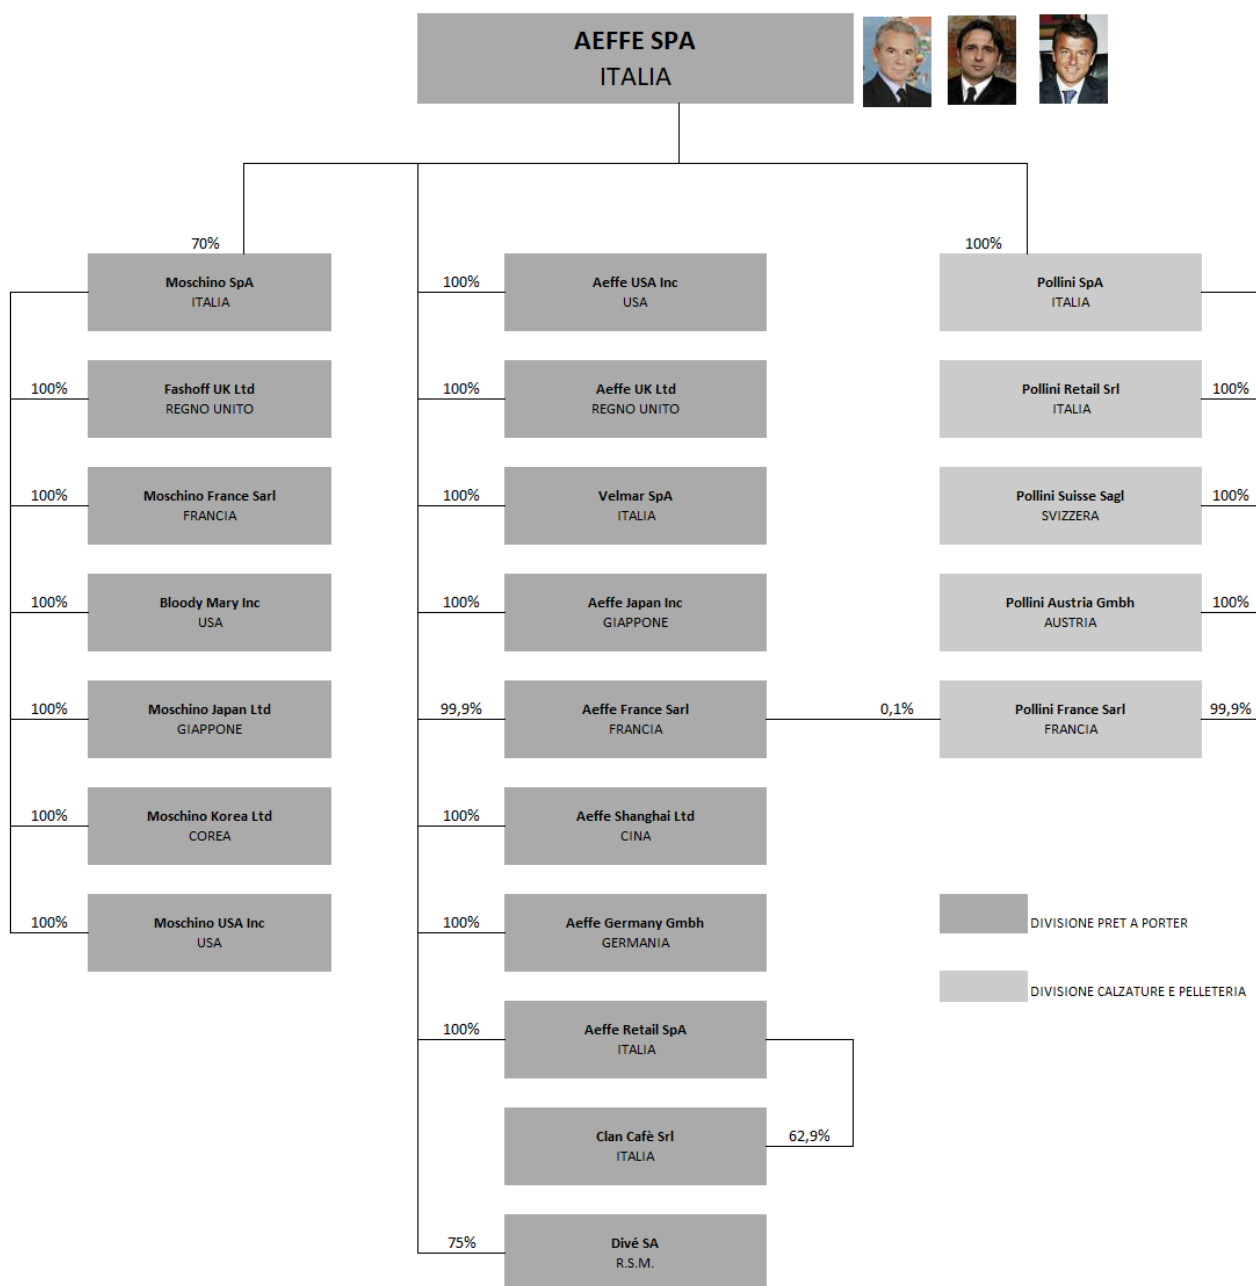 AEFFE SPA
ITALIA
70%
Moschino SpA
ITALIA
100%
Fashoff UK Ltd
REGNO UNITO
100%
Moschino France Sarl
FRANCIA
100%
Bloody Mary Inc
USA
100%
Moschino Japan Ltd
GIAPPONE
100%
Moschino Korea Ltd
COREA
100%
Moschino USA Inc
USA
100%
Aeffe USA Inc
USA
100%
Aeffe UK Ltd
REGNO UNITO
100%
Velmar SpA
ITALIA
100%
Aeffe Japan Inc
GIAPPONE
99,9%
Aeffe France Sarl
FRANCIA
0,1%
100%
Aeffe Shanghai Ltd
CINA
100%
Aeffe Germany Gmbh
GERMANIA
100%
Aeffe Retail SpA
ITALIA
Clan Cafè Srl
ITALIA
62,9%
75%
Divé SA
R.S.M.
100%
Pollini SpA
ITALIA
Pollini Retail Srl
ITALIA
100%
Pollini Suisse Sagl
SVIZZERA
100%
Pollini Austria Gmbh
AUSTRIA
100%
Pollini France Sarl
FRANCIA
99,9%
DIVISIONE PRET A PORTER
DIVISIONE CALZATURE E PELLETERIA